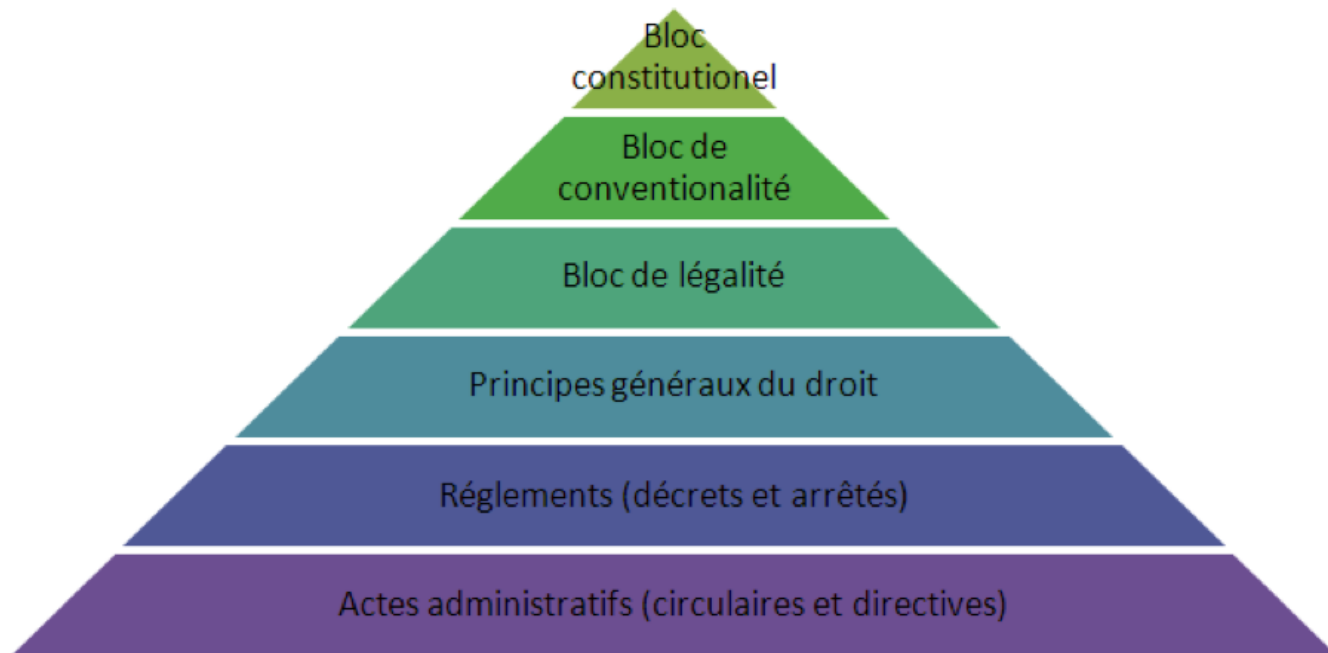 Bloc
constitutionel
Bloc de
conventionalité
Bloc de légalité
Principes généraux du droit
Réglements (décrets et arrêtés)
Actes administratifs (circulaires et directives)